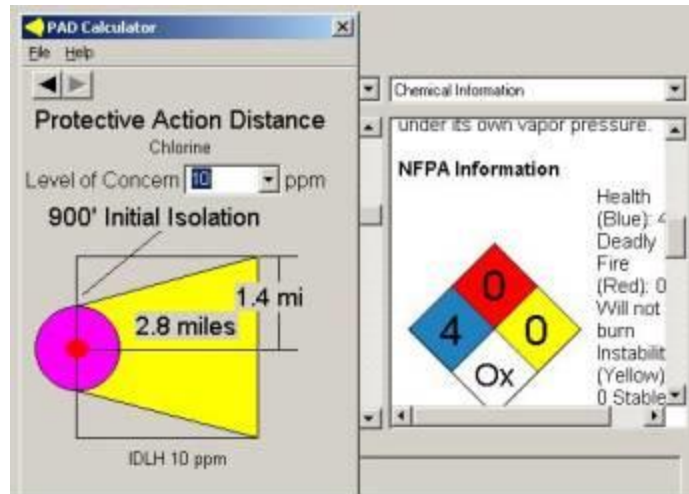 PAD Calculator
File Help
Protective Action Distance
Chlorine
Level of Concern 10 ppm
900' Initial Isolation
1.4 mi
2.8 miles
IDLH 10 ppm
Chemical Information
under its own vapor pressure.
NFPA Information
Health
(Blue): 4
Deadly
Fire
(Red): 0
Will not
burn
Instabilit
(Yellow)
0 Stable
0
4 0
Ox